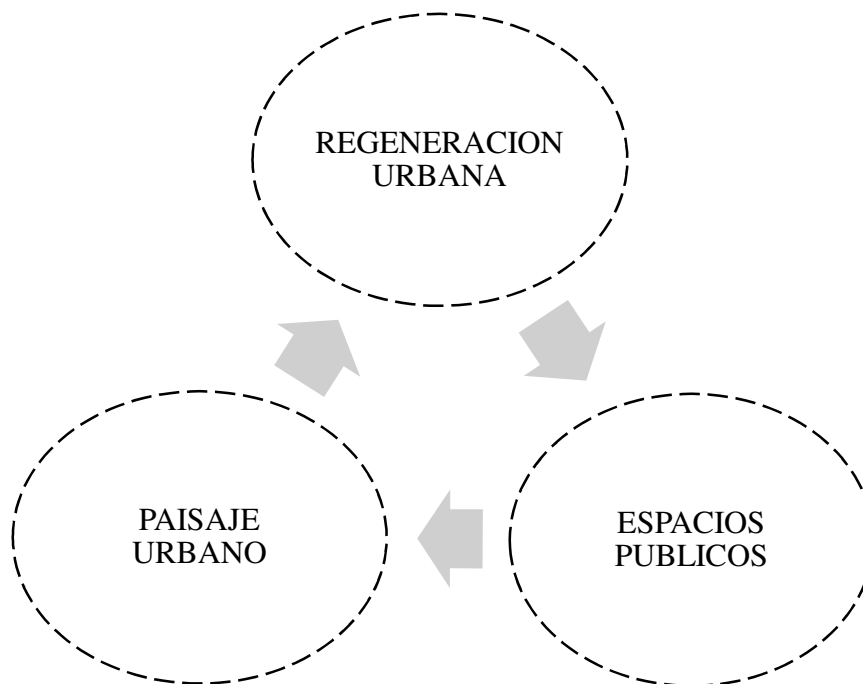 REGENERACION
URBANA
PAISAJE
URBANO
ESPACIOS
PUBLICOS